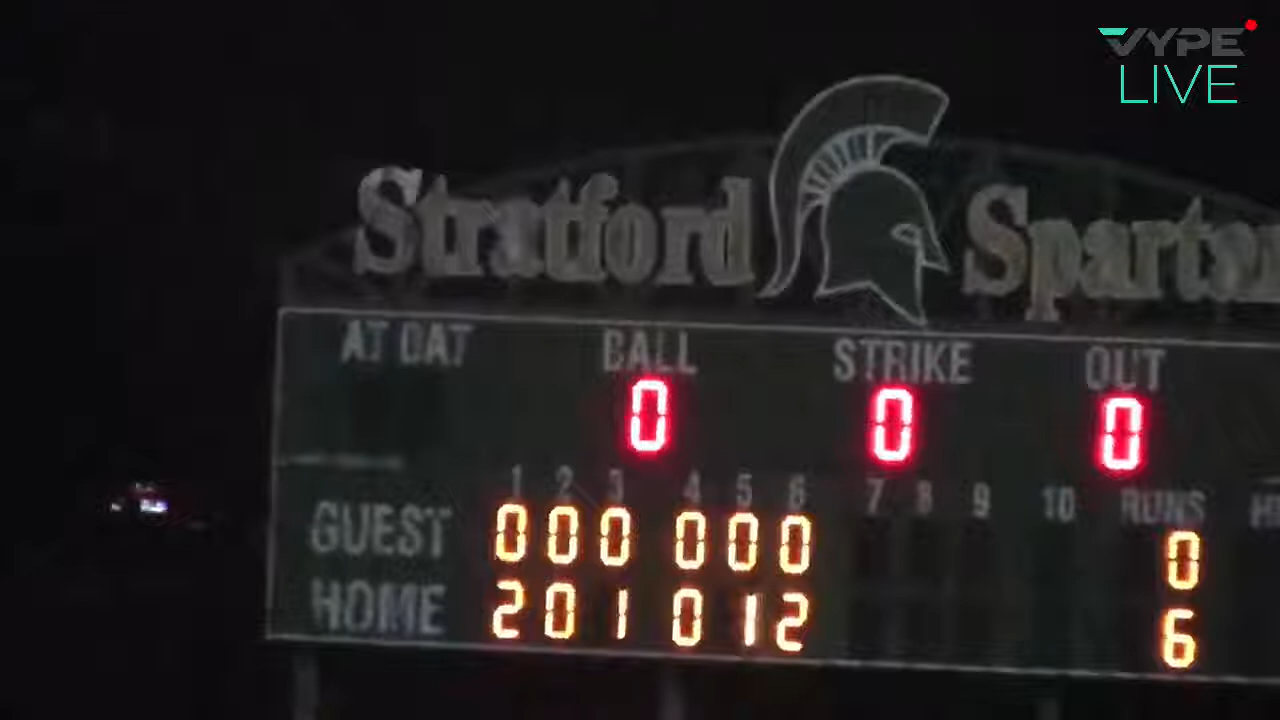 VYPE
LIVE
Stratford Spartan
AT BAT BALL STRIKE OUT
0 0 0
1 2 3 4 5 6 7 8 9 10 RUNS H
GUEST 0 0 0 0 0 0 0
HOME 2 0 1 0 1 2 6